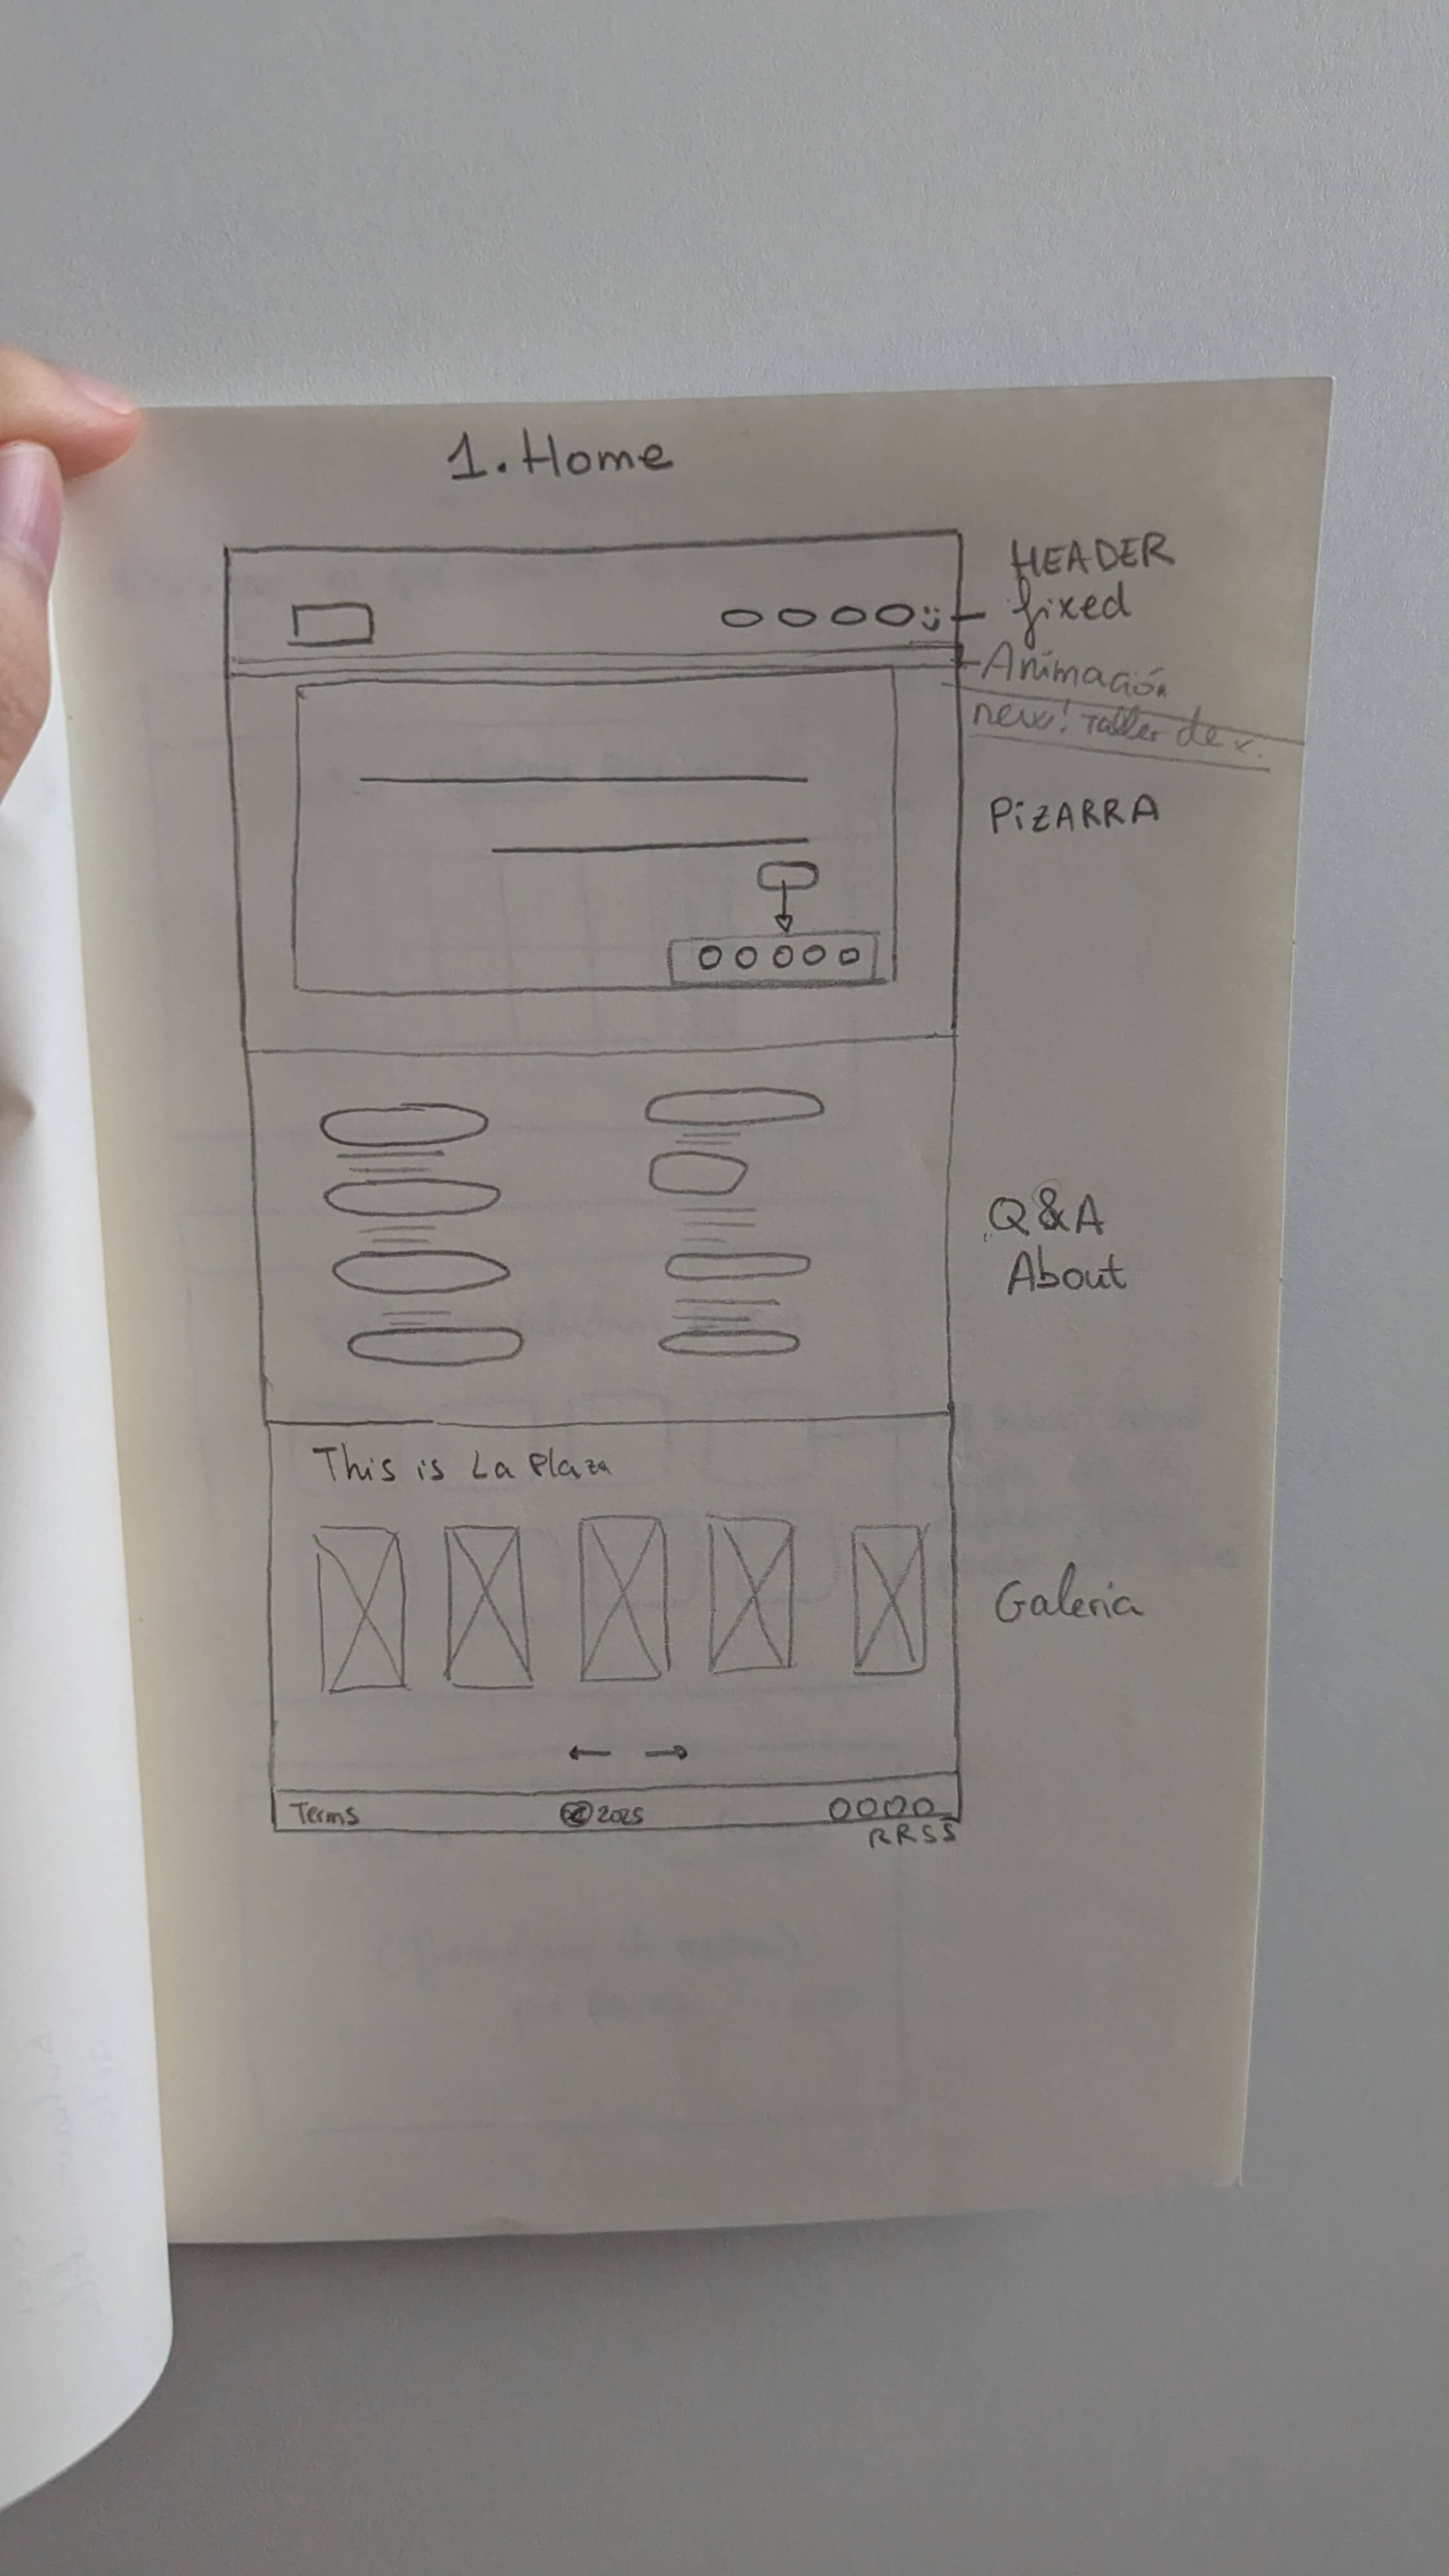 1. Home
HEADER
fixed
Animación
new! Taller de x.
PiZARRA
Q&A
About
This is La Plaza
Galeria
Terms
© 2025
RRSS